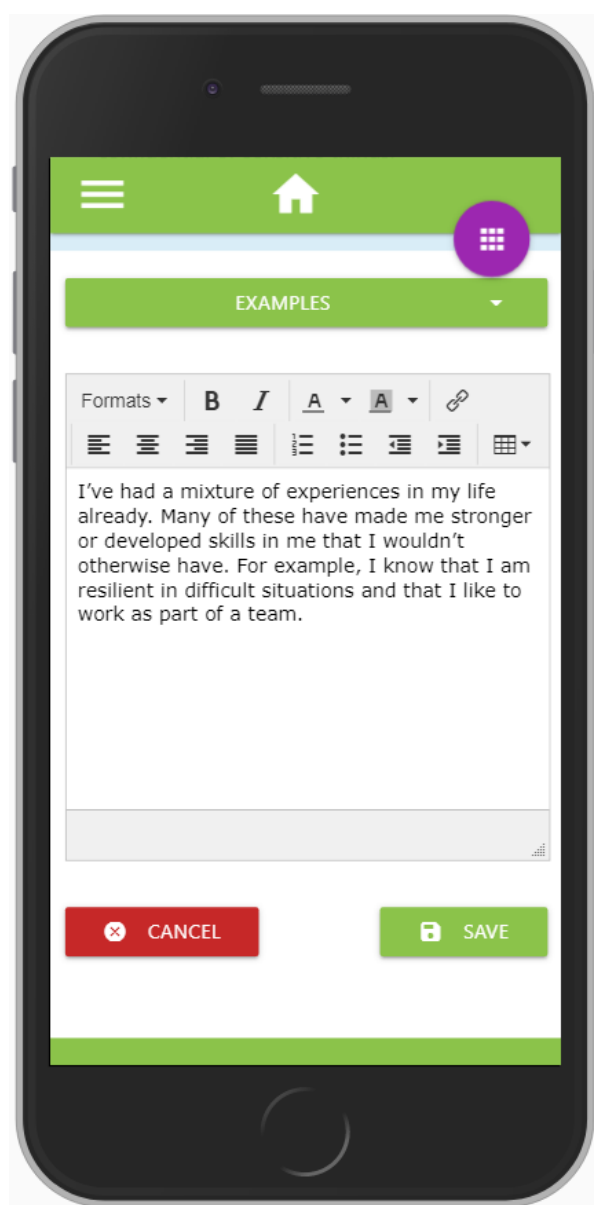 EXAMPLES
Formats B I A A
I’ve had a mixture of experiences in my life
already. Many of these have made me stronger
or developed skills in me that I wouldn’t
otherwise have. For example, I know that I am
resilient in difficult situations and that I like to
work as part of a team.
CANCEL SAVE